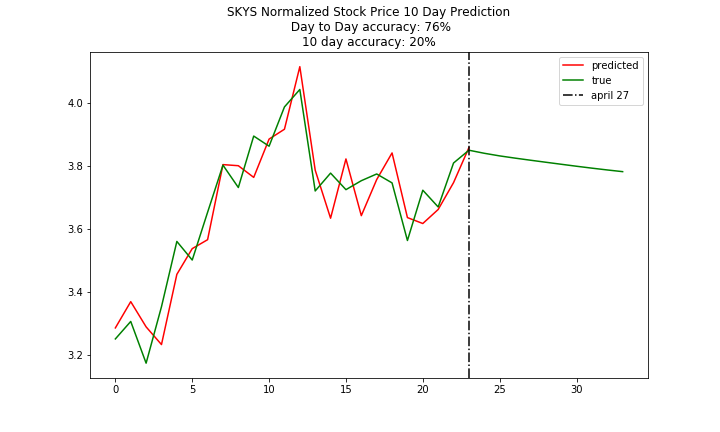 SKYS Normalized Stock Price 10 Day Prediction
Day to Day accuracy: 76%
10 day accuracy: 20%
predicted
true
april 27
4.0
3.8
3.6
3.4
3.2
0 5 10 15 20 25 30